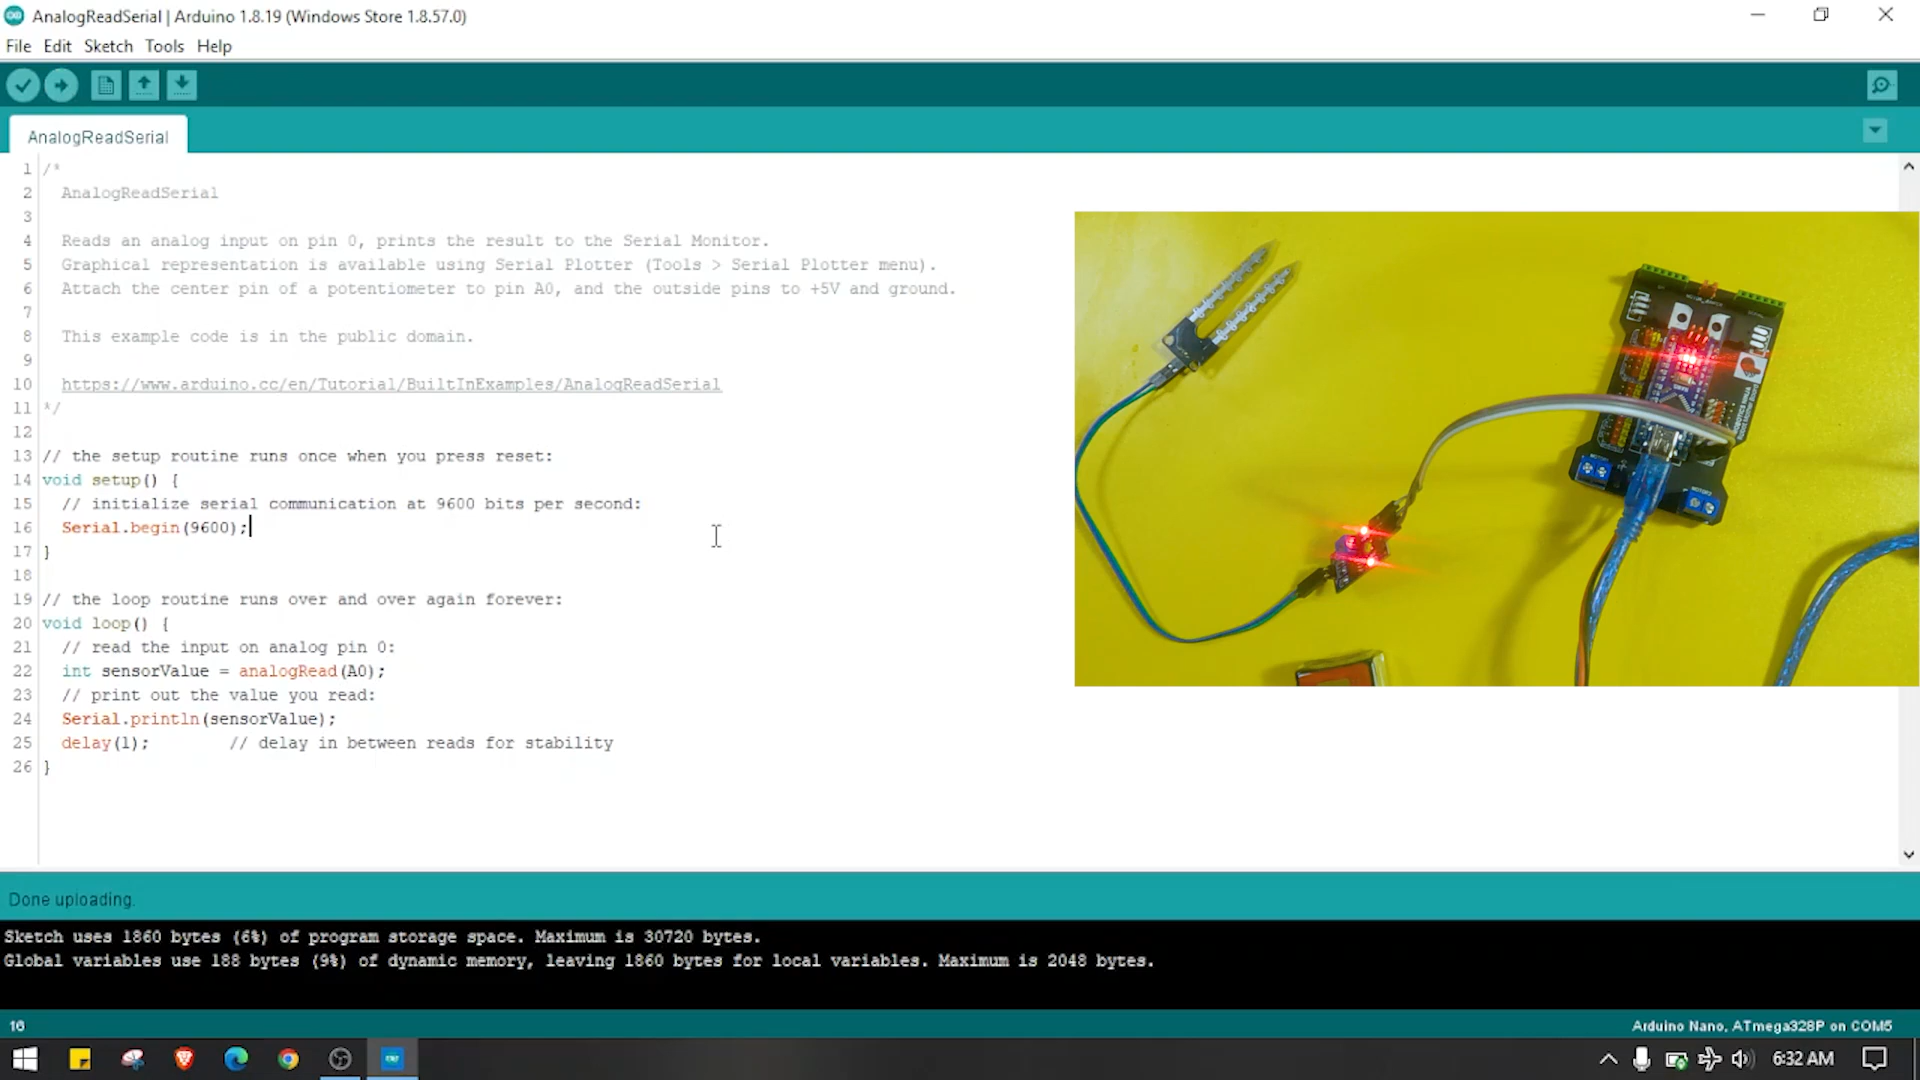 AnalogReadSerial | Arduino 1.8.19 (Windows Store 1.8.57.0)
File Edit Sketch Tools Help
AnalogReadSerial
1 /*
2 AnalogReadSerial
3
4 Reads an analog input on pin 0, prints the result to the Serial Monitor.
5 Graphical representation is available using Serial Plotter (Tools > Serial Plotter menu).
6 Attach the center pin of a potentiometer to pin A0, and the outside pins to +5V and ground.
7
8 This example code is in the public domain.
9
10 https://www.arduino.cc/en/Tutorial/BuiltInExamples/AnalogReadSerial
11 */
12
13 // the setup routine runs once when you press reset:
14 void setup() {
15 // initialize serial communication at 9600 bits per second:
16 Serial.begin(9600);
17 }
18
19 // the loop routine runs over and over again forever:
20 void loop() {
21 // read the input on analog pin 0:
22 int sensorValue = analogRead(A0);
23 // print out the value you read:
24 Serial.println(sensorValue);
25 delay(1); // delay in between reads for stability
26 }
Done uploading.
Sketch uses 1860 bytes (6%) of program storage space. Maximum is 30720 bytes.
Global variables use 188 bytes (9%) of dynamic memory, leaving 1860 bytes for local variables. Maximum is 2048 bytes.
16
Arduino Nano, ATmega328P on COM5
6:32 AM